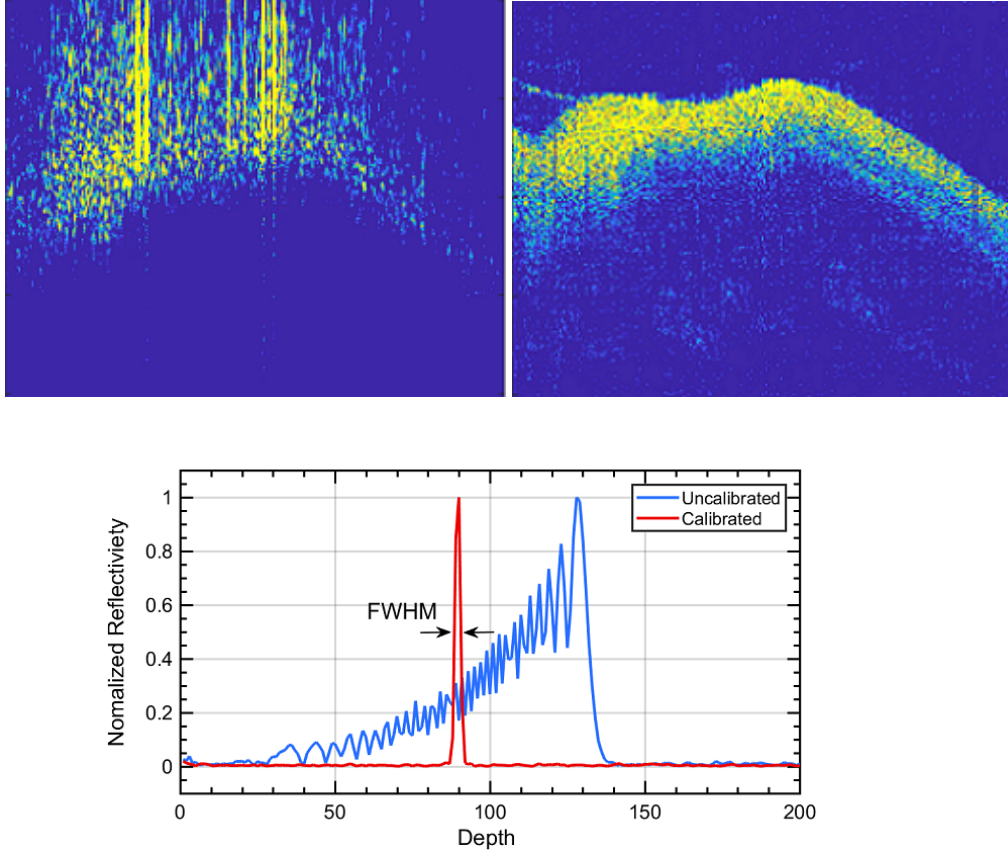 Uncalibrated
Calibrated
FWHM
Nomalized Reflectiviety
1
0.8
0.6
0.4
0.2
0
0 50 100 150 200
Depth